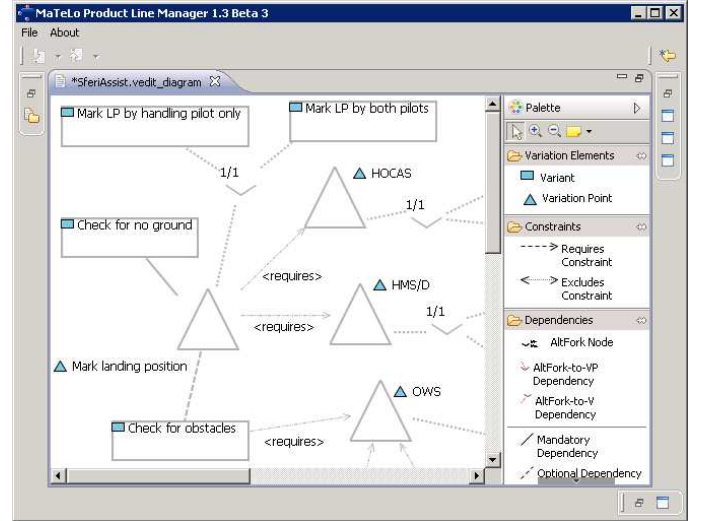 MaTeLo Product Line Manager 1.3 Beta 3
File About
*SferiAssist.vedit_diagram
Mark LP by handling pilot only
Mark LP by both pilots
1/1
HOCAS
1/1
Check for no ground
<requires>
HMS/D
1/1
<requires>
Mark landing position
OWS
Check for obstacles
<requires>
Palette
Variation Elements
Variant
Variation Point
Constraints
Requires
Constraint
Excludes
Constraint
Dependencies
AltFork Node
AltFork-to-VP
Dependency
AltFork-to-V
Dependency
Mandatory
Dependency
Optional Dependency